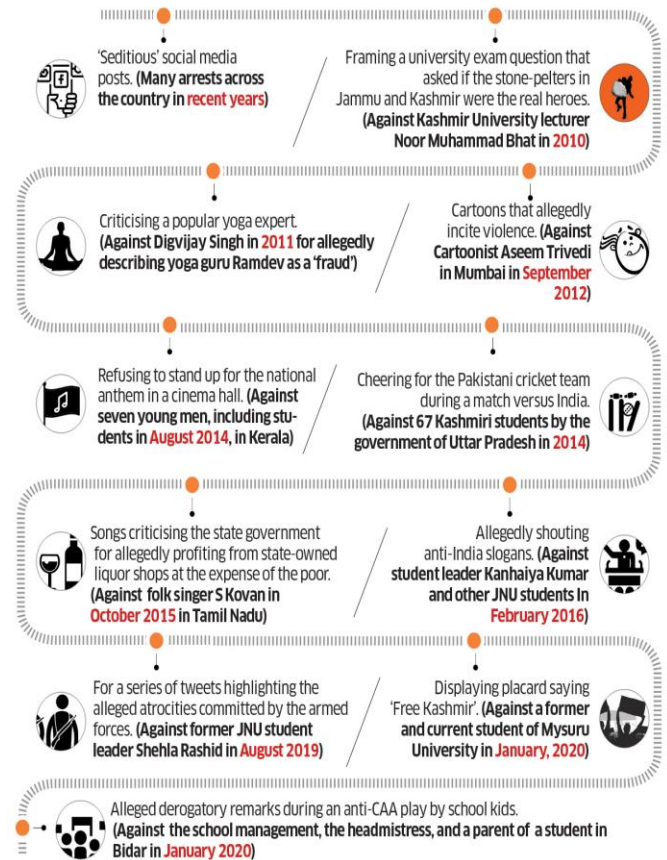 'Seditious' social media
posts. (Many arrests across
the country in recent years)
Framing a university exam question that
asked if the stone-pelters in
Jammu and Kashmir were the real heroes.
(Against Kashmir University lecturer
Noor Muhammad Bhat in 2010)
Criticising a popular yoga expert.
(Against Digvijay Singh in 2011 for allegedly
describing yoga guru Ramdev as a 'fraud')
Cartoons that allegedly
incite violence. (Against
Cartoonist Aseem Trivedi
in Mumbai in September
2012)
Refusing to stand up for the national
anthem in a cinema hall. (Against
seven young men, including stu-
dents in August 2014, in Kerala)
Cheering for the Pakistani cricket team
during a match versus India.
(Against 67 Kashmiri students by the
government of Uttar Pradesh in 2014)
Songs criticising the state government
for allegedly profiting from state-owned
liquor shops at the expense of the poor.
(Against folk singer S Kovan in
October 2015 in Tamil Nadu)
Allegedly shouting
anti-India slogans. (Against
student leader Kanhaiya Kumar
and other JNU students In
February 2016)
For a series of tweets highlighting the
alleged atrocities committed by the armed
forces. (Against former JNU student
leader Shehla Rashid in August 2019)
Displaying placard saying
'Free Kashmir'. (Against a former
and current student of Mysuru
University in January, 2020)
Alleged derogatory remarks during an anti-CAA play by school kids.
(Against the school management, the headmistress, and a parent of a student in
Bidar in January 2020)